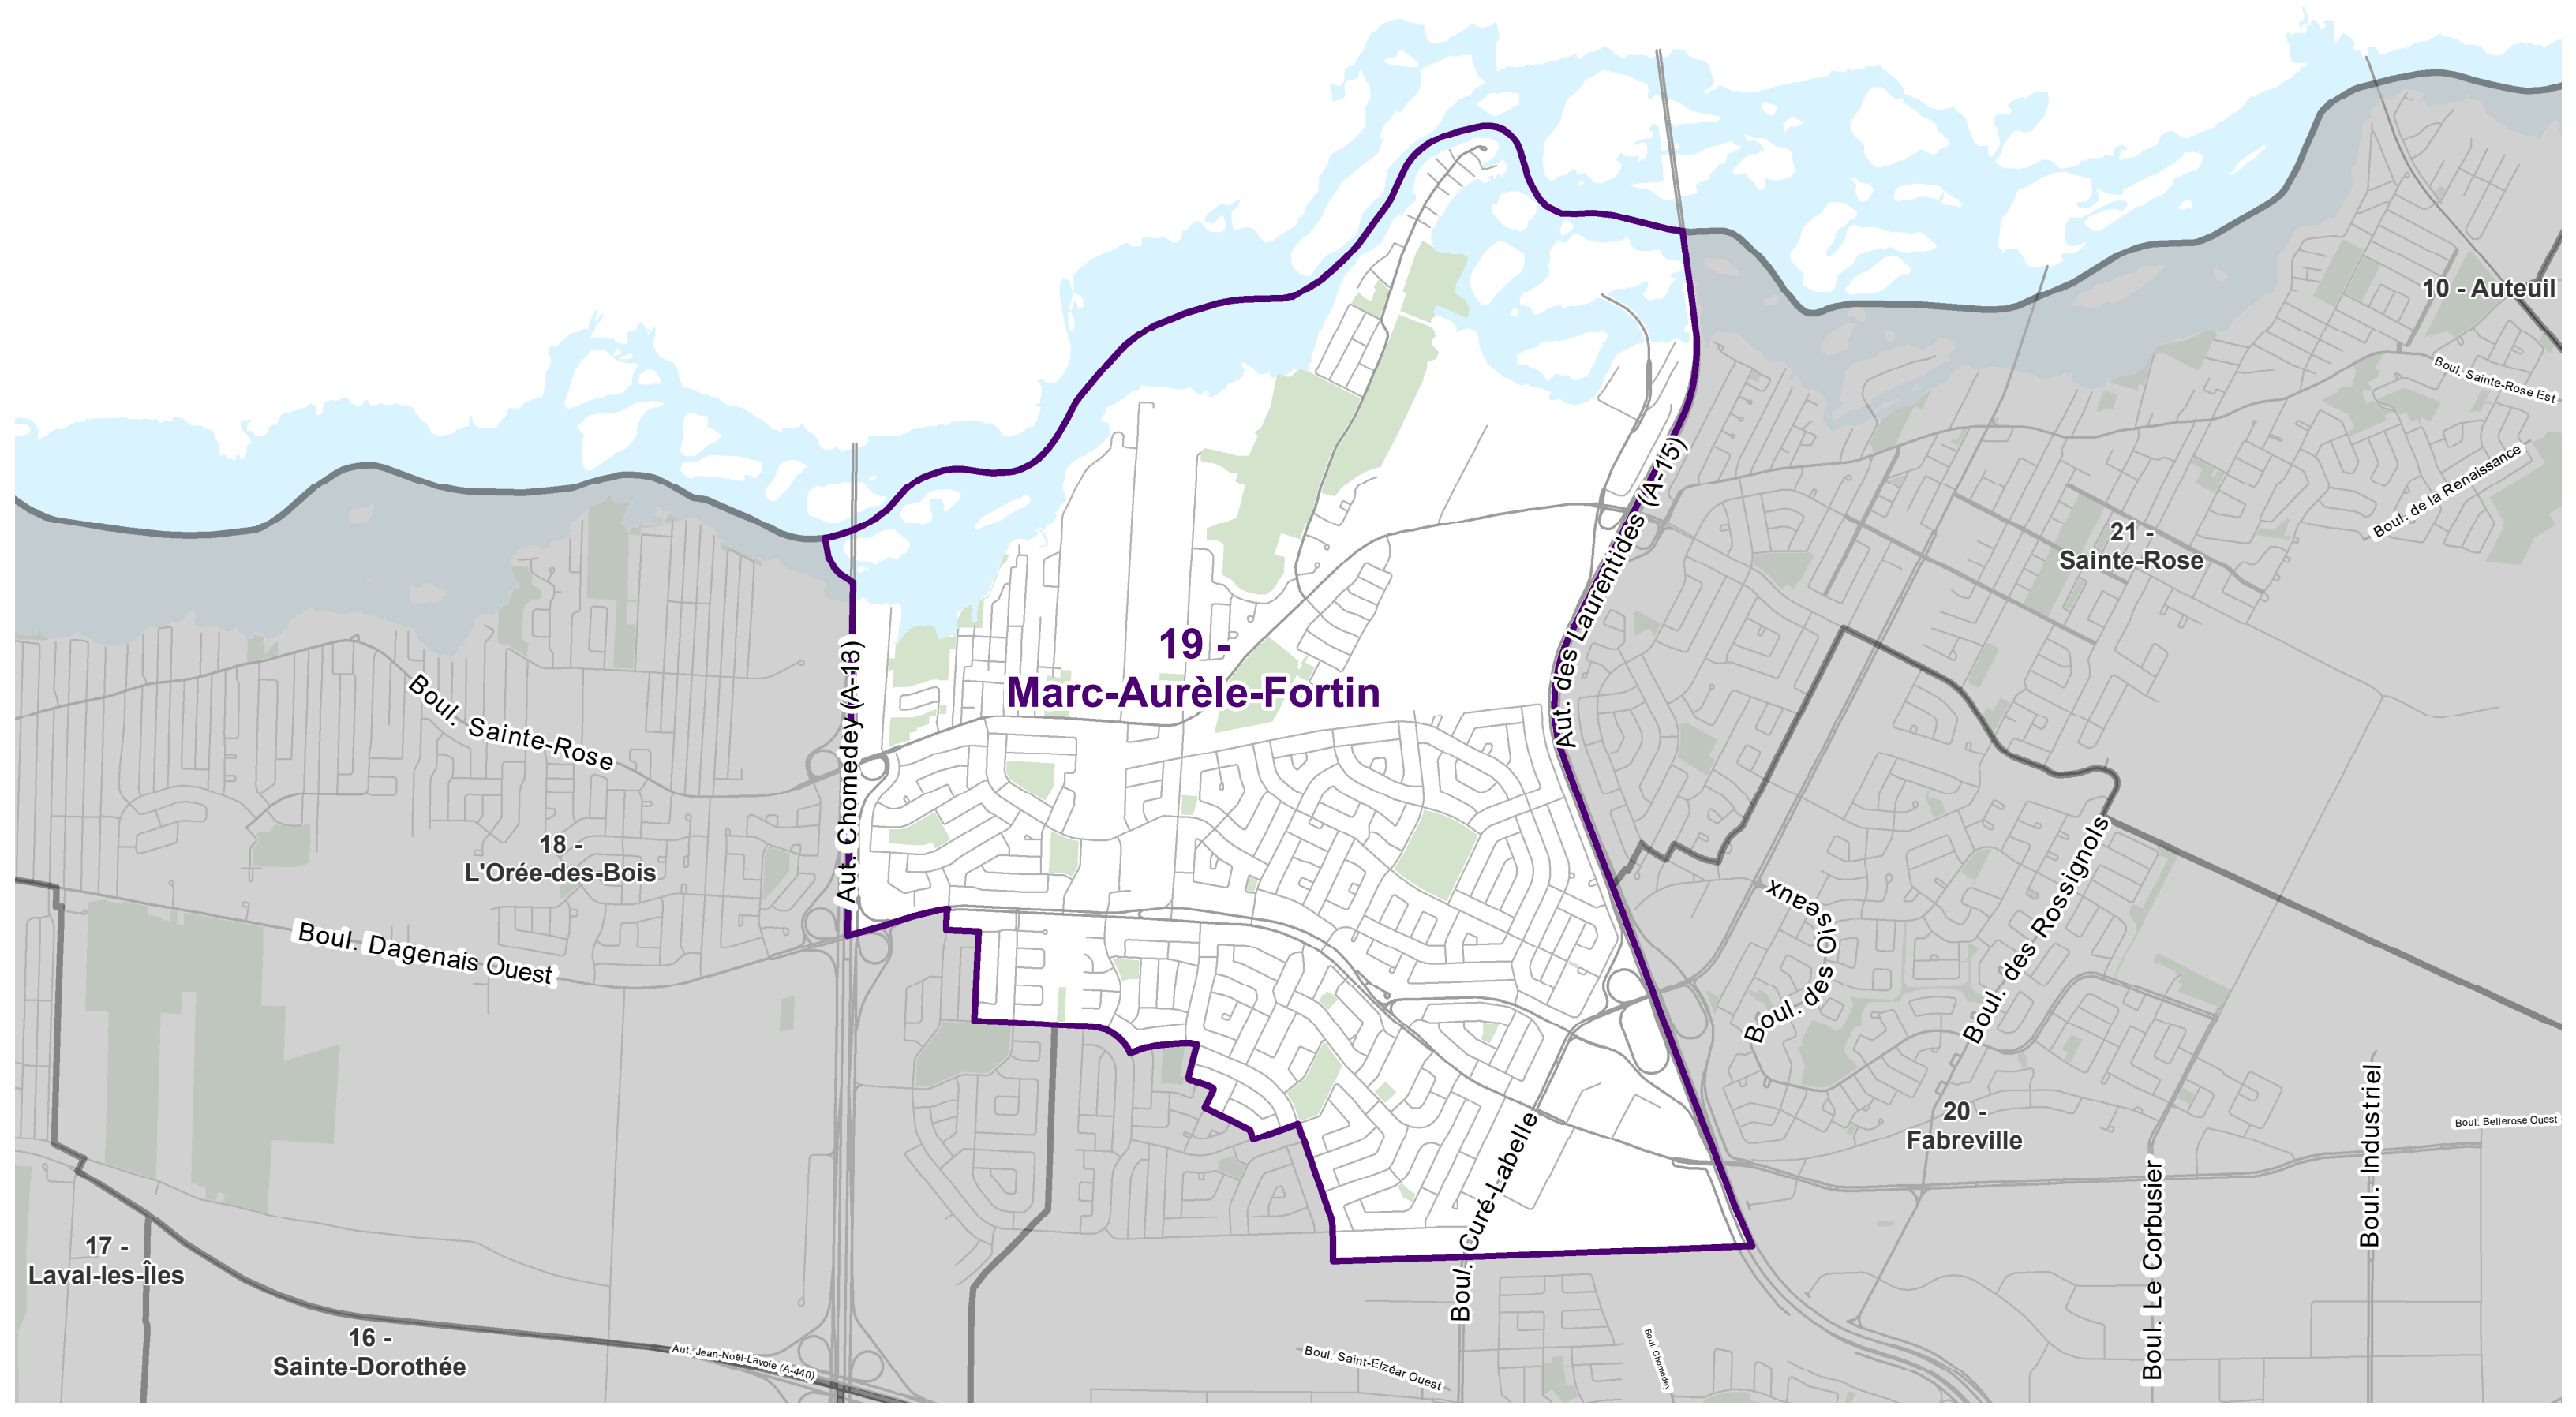 10 - Auteuil
Boul. Sainte-Rose Est
Boul. de la Renaissance
21 -
Sainte-Rose
Aut. des Laurentides (A-15)
19 -
Marc-Aurèle-Fortin
Aut. Chomedey (A-13)
Boul. Sainte-Rose
18 -
L'Orée-des-Bois
Boul. Dagenais Ouest
Boul. des Oiseaux
Boul. des Rossignols
20 -
Fabreville
Boul. Bellerose Ouest
Boul. Industriel
Boul. Le Corbusier
Boul. Curé-Labelle
17 -
Laval-les-Îles
16 -
Sainte-Dorothée
Aut. Jean-Noël-Lavoie (A-440)
Boul. Saint-Elzéar Ouest
Boul. Chomedey